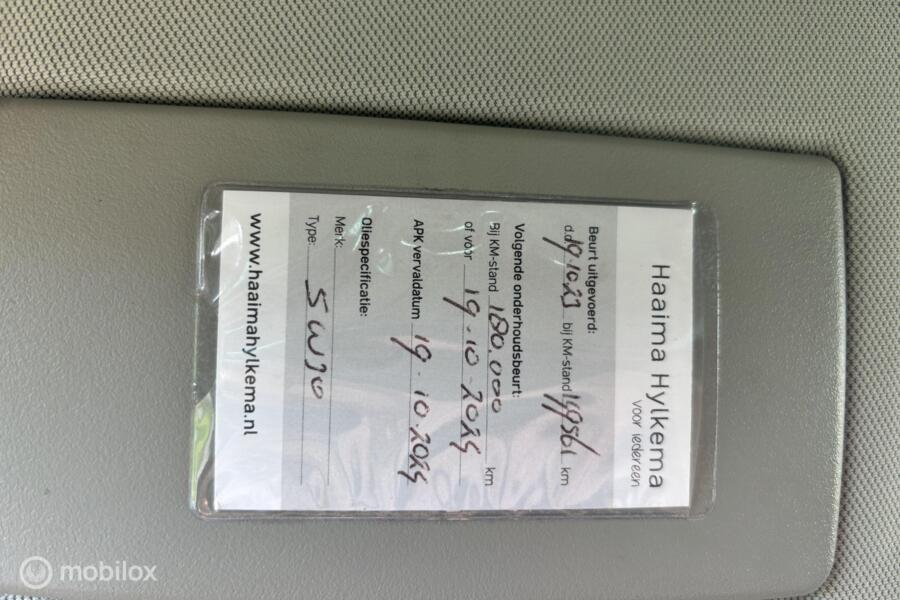 Haaima Hylkema
voor iedereen
Beurt uitgevoerd:
d.d. 19.10.23 bij KM-stand 149561 km
Volgende onderhoudsbeurt:
Bij KM-stand 180.000 km
of voor 19.10-2025
APK vervaldatum 19.10.2025
Oliespecificatie:
Merk:
Type: 5W30
www.haaimahylkema.nl
mobilox